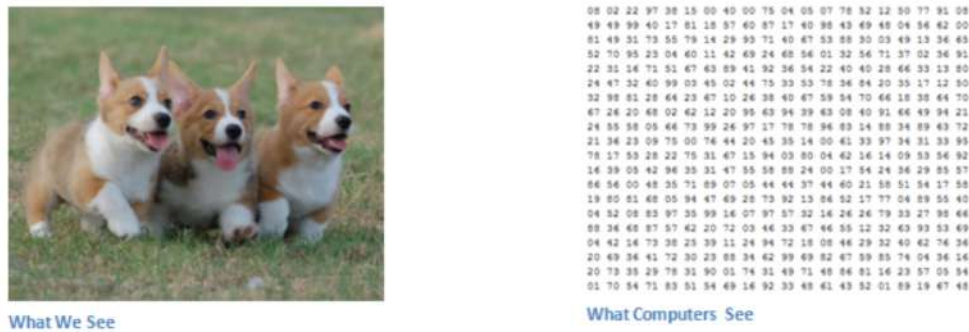 08 02 22 97 38 15 00 40 00 75 04 05 07 78 52 12 50 77 91 08
49 49 99 40 17 81 18 57 60 87 17 40 98 43 69 48 04 56 62 00
81 49 31 73 55 79 14 29 93 71 40 67 53 88 30 03 49 13 36 65
52 70 95 23 04 60 11 42 69 24 68 56 01 32 56 71 37 02 36 91
22 31 16 71 51 67 63 89 41 92 36 54 22 40 40 28 66 33 13 80
24 47 32 60 99 03 45 02 44 75 33 53 78 36 84 20 35 17 12 50
32 98 81 28 64 23 67 10 26 38 40 67 59 54 70 66 18 38 64 70
67 26 20 68 02 62 12 20 95 63 94 39 63 08 40 91 66 49 94 21
24 55 58 05 66 73 99 26 97 17 78 78 96 83 14 88 34 89 63 72
21 36 23 09 75 00 76 44 20 45 35 14 00 61 33 97 34 31 33 95
78 17 53 28 22 75 31 67 15 94 03 80 04 62 16 14 09 53 56 92
16 39 05 42 96 35 31 47 55 58 88 24 00 17 54 24 36 29 85 57
86 56 00 48 35 71 89 07 05 44 44 37 44 60 21 58 51 54 17 58
19 80 81 68 05 94 47 69 28 73 92 13 86 52 17 77 04 89 55 40
04 52 08 83 97 35 99 16 07 97 57 32 16 26 26 79 33 27 98 66
88 36 68 87 57 62 20 72 03 46 33 67 46 55 12 32 63 93 53 69
04 42 16 73 38 25 39 11 24 94 72 18 08 46 29 32 40 62 76 36
20 69 36 41 72 30 23 88 34 62 99 69 82 67 59 85 74 04 36 16
20 73 35 29 78 31 90 01 74 31 49 71 48 86 81 16 23 57 05 54
01 70 54 71 83 51 54 69 16 92 33 48 61 43 52 01 89 19 67 48
What We See
What Computers See